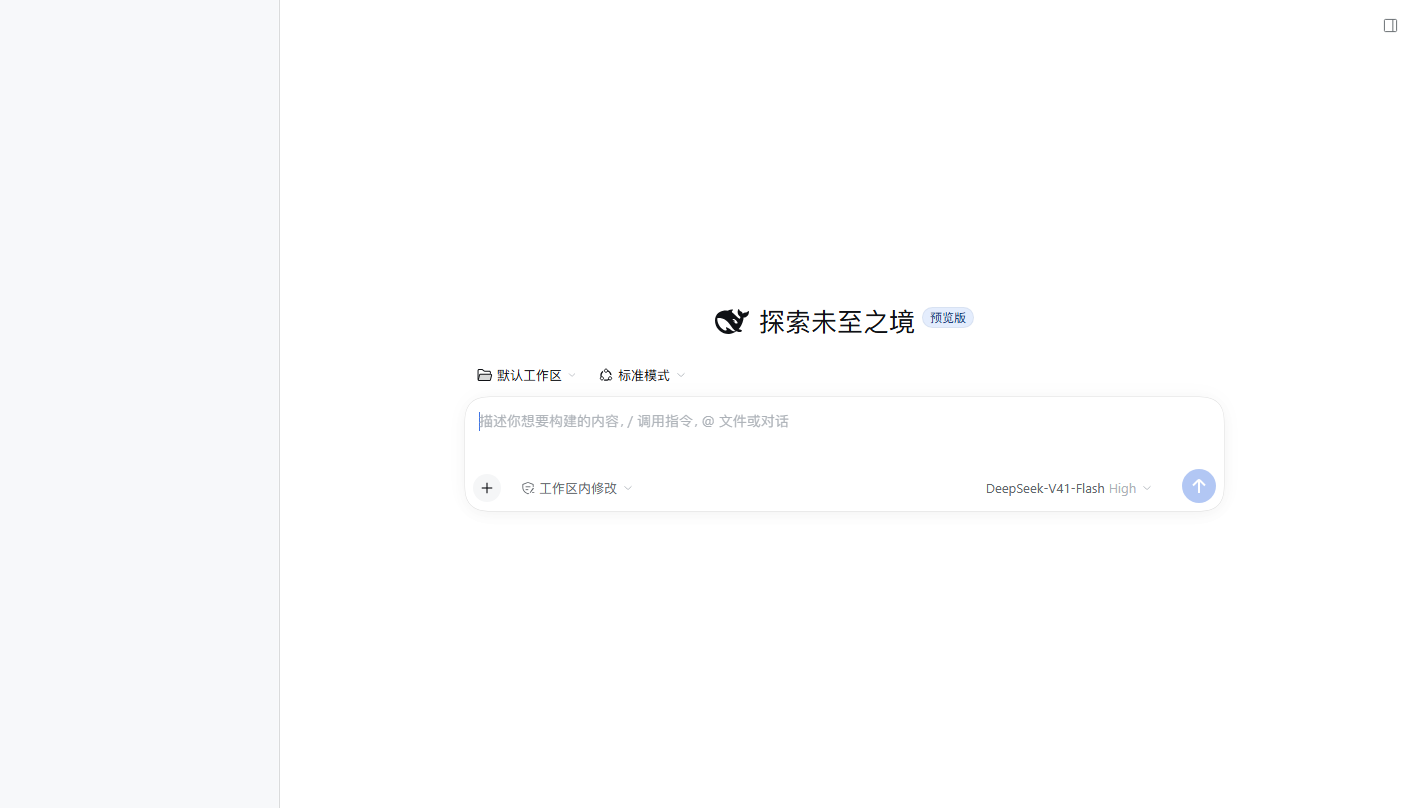 探索未至之境 预览版
默认工作区 标准模式
描述你想要构建的内容, / 调用指令, @ 文件或对话
工作区内修改 DeepSeek-V41-Flash High